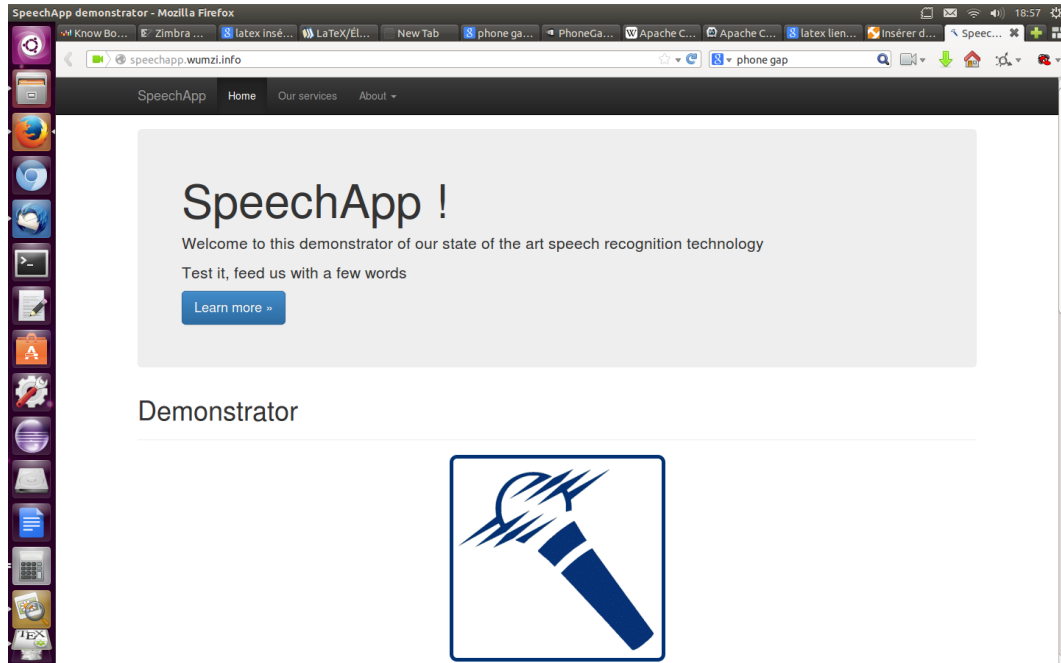 SpeechApp demonstrator - Mozilla Firefox
18:57
Know Bo...
Zimbra ...
latex insé...
LaTeX/Él...
New Tab
phone ga...
PhoneGa...
Apache C...
Apache C...
latex lien...
Insérer d...
Speec...
speechapp.wumzi.info
phone gap
SpeechApp Home Our services About
SpeechApp !
Welcome to this demonstrator of our state of the art speech recognition technology
Test it, feed us with a few words
Learn more »
Demonstrator